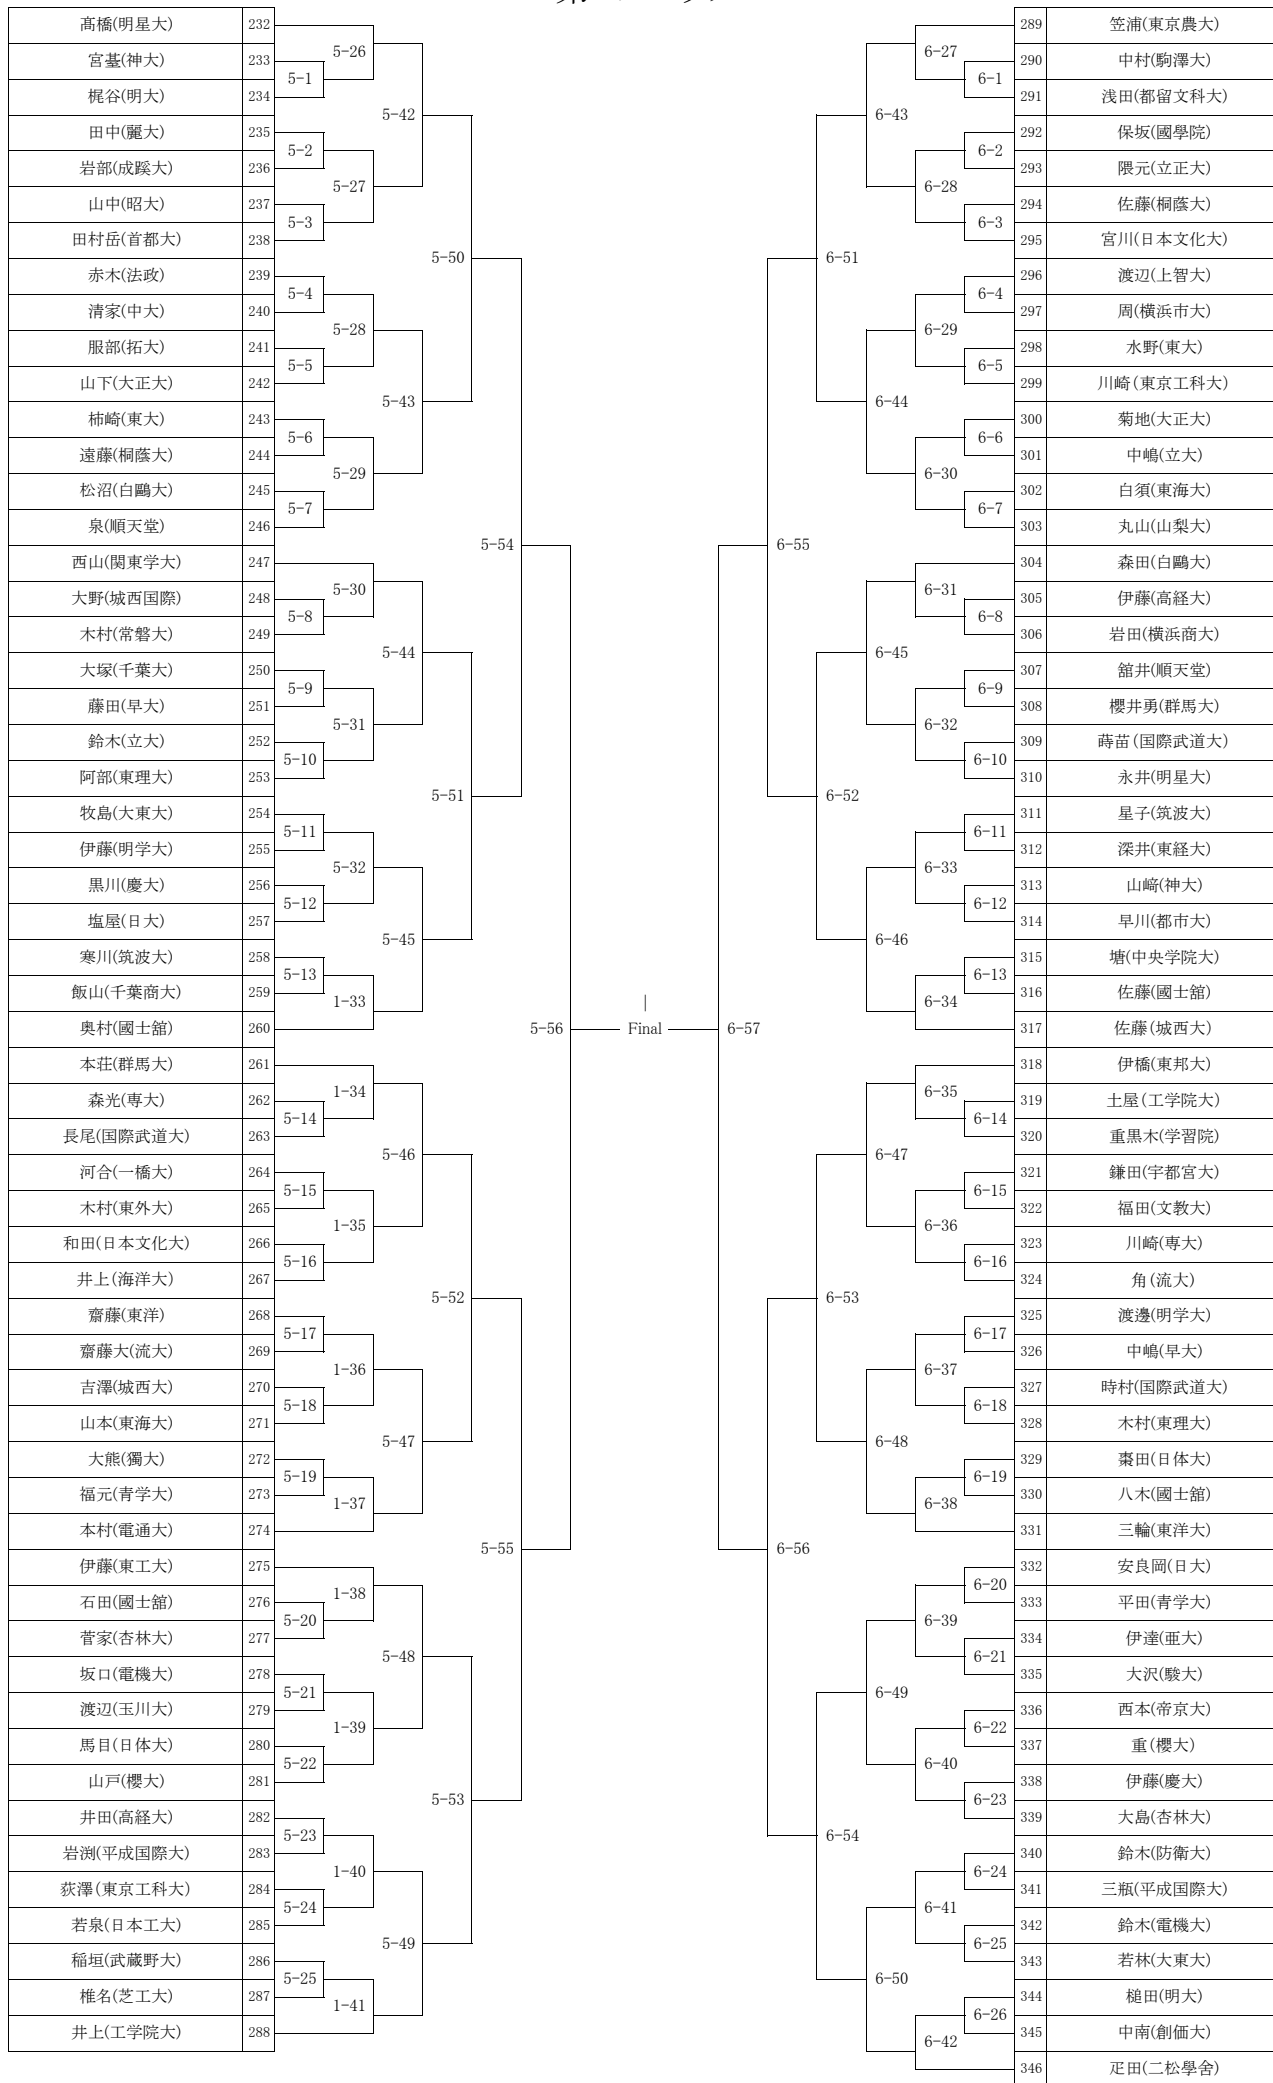 髙橋(明星大) 232
宮臺(神大) 233
梶谷(明大) 234
田中(麗大) 235
岩部(成蹊大) 236
山中(昭大) 237
田村岳(首都大) 238
赤木(法政) 239
清家(中大) 240
服部(拓大) 241
山下(大正大) 242
柿崎(東大) 243
遠藤(桐蔭大) 244
松沼(白鷗大) 245
泉(順天堂) 246
西山(関東学大) 247
大野(城西国際) 248
木村(常磐大) 249
大塚(千葉大) 250
藤田(早大) 251
鈴木(立大) 252
阿部(東理大) 253
牧島(大東大) 254
伊藤(明学大) 255
黒川(慶大) 256
塩屋(日大) 257
寒川(筑波大) 258
飯山(千葉商大) 259
奥村(國士舘) 260
本荘(群馬大) 261
森光(専大) 262
長尾(国際武道大) 263
河合(一橋大) 264
木村(東外大) 265
和田(日本文化大) 266
井上(海洋大) 267
齋藤(東洋) 268
齋藤大(流大) 269
吉澤(城西大) 270
山本(東海大) 271
大熊(獨大) 272
福元(青学大) 273
本村(電通大) 274
伊藤(東工大) 275
石田(國士舘) 276
菅家(杏林大) 277
坂口(電機大) 278
渡辺(玉川大) 279
馬目(日体大) 280
山戸(櫻大) 281
井田(高経大) 282
岩渕(平成国際大) 283
荻澤(東京工科大) 284
若泉(日本工大) 285
稲垣(武蔵野大) 286
椎名(芝工大) 287
井上(工学院大) 288
5-1
5-2
5-3
5-4
5-5
5-6
5-7
5-8
5-9
5-10
5-11
5-12
5-13
5-14
5-15
5-16
5-17
5-18
5-19
5-20
5-21
5-22
5-23
5-24
5-25
5-26
5-27
5-28
5-29
5-30
5-31
5-32
1-33
1-34
1-35
1-36
1-37
1-38
1-39
1-40
1-41
5-42
5-43
5-44
5-45
5-46
5-47
5-48
5-49
5-50
5-51
5-52
5-53
5-54
5-55
5-56
|
Final
6-57
6-55
6-56
6-51
6-52
6-53
6-54
6-43
6-44
6-45
6-46
6-47
6-48
6-49
6-50
6-27
6-28
6-29
6-30
6-31
6-32
6-33
6-34
6-35
6-36
6-37
6-38
6-39
6-40
6-41
6-42
6-1
6-2
6-3
6-4
6-5
6-6
6-7
6-8
6-9
6-10
6-11
6-12
6-13
6-14
6-15
6-16
6-17
6-18
6-19
6-20
6-21
6-22
6-23
6-24
6-25
6-26
289 笠浦(東京農大)
290 中村(駒澤大)
291 浅田(都留文科大)
292 保坂(國學院)
293 隈元(立正大)
294 佐藤(桐蔭大)
295 宮川(日本文化大)
296 渡辺(上智大)
297 周(横浜市大)
298 水野(東大)
299 川崎(東京工科大)
300 菊地(大正大)
301 中嶋(立大)
302 白須(東海大)
303 丸山(山梨大)
304 森田(白鷗大)
305 伊藤(高経大)
306 岩田(横浜商大)
307 舘井(順天堂)
308 櫻井勇(群馬大)
309 蒔苗(国際武道大)
310 永井(明星大)
311 星子(筑波大)
312 深井(東経大)
313 山﨑(神大)
314 早川(都市大)
315 塘(中央学院大)
316 佐藤(國士舘)
317 佐藤(城西大)
318 伊橋(東邦大)
319 土屋(工学院大)
320 重黒木(学習院)
321 鎌田(宇都宮大)
322 福田(文教大)
323 川崎(専大)
324 角(流大)
325 渡邊(明学大)
326 中嶋(早大)
327 時村(国際武道大)
328 木村(東理大)
329 棗田(日体大)
330 八木(國士舘)
331 三輪(東洋大)
332 安良岡(日大)
333 平田(青学大)
334 伊達(亜大)
335 大沢(駿大)
336 西本(帝京大)
337 重(櫻大)
338 伊藤(慶大)
339 大島(杏林大)
340 鈴木(防衛大)
341 三瓶(平成国際大)
342 鈴木(電機大)
343 若林(大東大)
344 槌田(明大)
345 中南(創価大)
346 疋田(二松學舍)